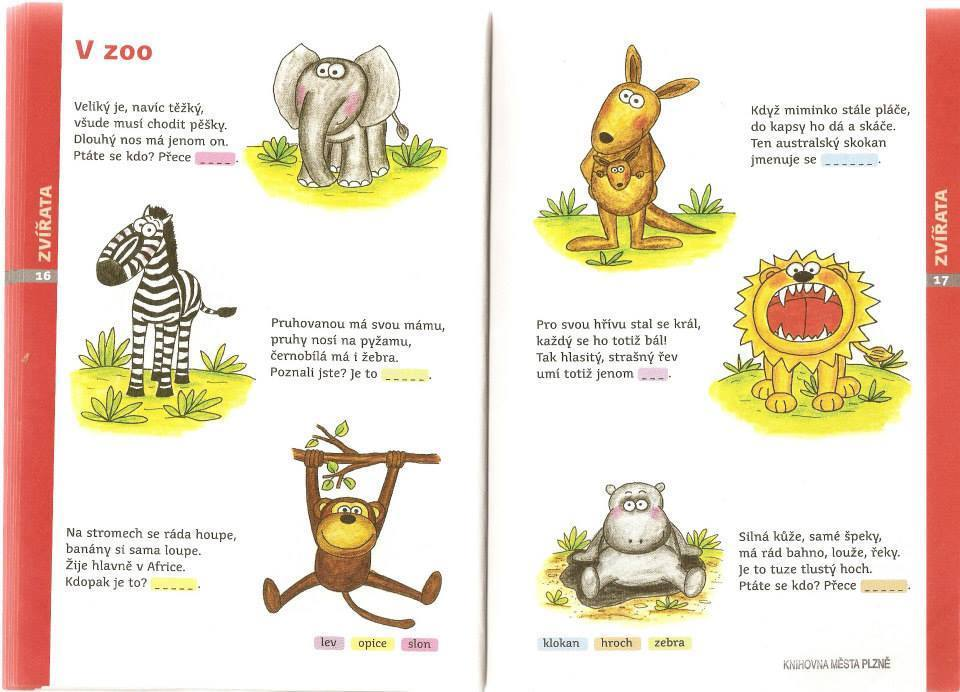 V zoo
Veliký je, navíc těžký,
všude musí chodit pěšky.
Dlouhý nos má jenom on.
Ptáte se kdo? Přece _ _ _ _.
ZVÍŘATA
16
Pruhovanou má svou mámu,
pruhy nosí na pyžamu,
černobílá má i žebra.
Poznali jste? Je to _ _ _ _ _.
Na stromech se ráda houpe,
banány si sama loupe.
Žije hlavně v Africe.
Kdopak je to? _ _ _ _ _.
lev opice slon
Když miminko stále pláče,
do kapsy ho dá a skáče.
Ten australský skokan
jmenuje se _ _ _ _ _ _.
ZVÍŘATA
17
Pro svou hřívu stal se král,
každý se ho totiž bál!
Tak hlasitý, strašný řev
umí totiž jenom _ _ _.
Silná kůže, samé špeky,
má rád bahno, louže, řeky.
Je to tuze tlustý hoch.
Ptáte se kdo? Přece _ _ _ _ _.
klokan hroch zebra
KNIHOVNA MĚSTA PLZNĚ